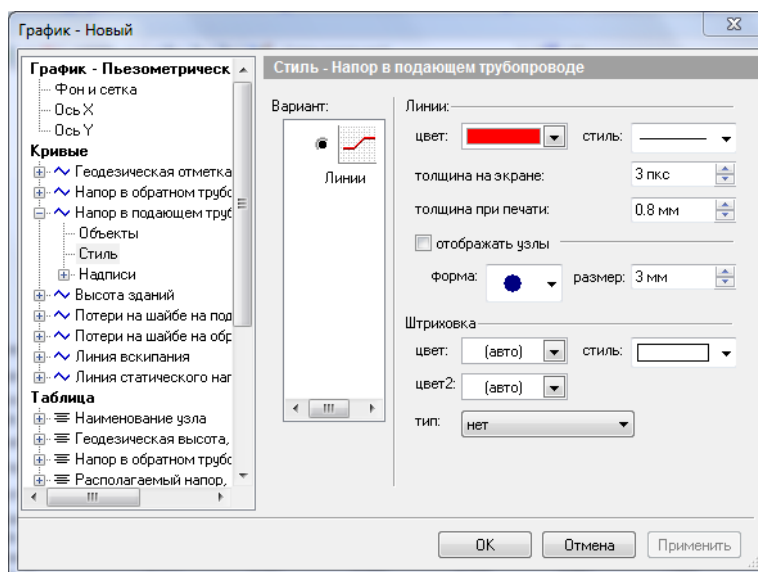 График - Новый
График - Пьезометрическ
Фон и сетка
Ось X
Ось Y
Кривые
Геодезическая отметка
Напор в обратном трубо
Напор в подающем труб
Объекты
Стиль
Надписи
Высота зданий
Потери на шайбе на под
Потери на шайбе на обр
Линия вскипания
Линия статического наг
Таблица
Наименование узла
Геодезическая высота,
Напор в обратном трубо
Располагаемый напор,
Стиль - Напор в подающем трубопроводе
Вариант:
Линии
Линии:
цвет: стиль:
толщина на экране: 3 пкс
толщина при печати: 0.8 мм
отображать узлы
форма: размер: 3 мм
Штриховка
цвет: (авто) стиль:
цвет2: (авто)
тип: нет
OK Отмена Применить